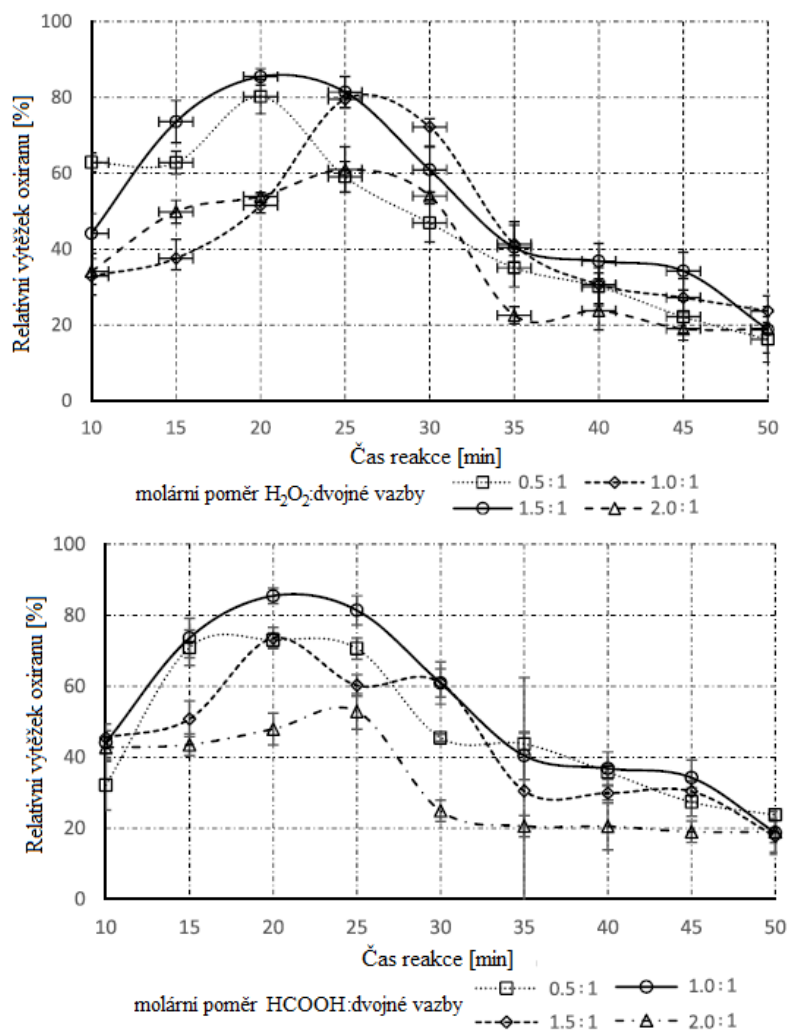 100
80
60
40
20
0
Relativní výtěžek oxiranu [%]
10 15 20 25 30 35 40 45 50
Čas reakce [min]
molární poměr H₂O₂:dvojné vazby
0.5:1 1.0:1
1.5:1 2.0:1
100
80
60
40
20
0
Relativní výtěžek oxiranu [%]
10 15 20 25 30 35 40 45 50
Čas reakce [min]
molární poměr HCOOH:dvojné vazby
0.5:1 1.0:1
1.5:1 2.0:1